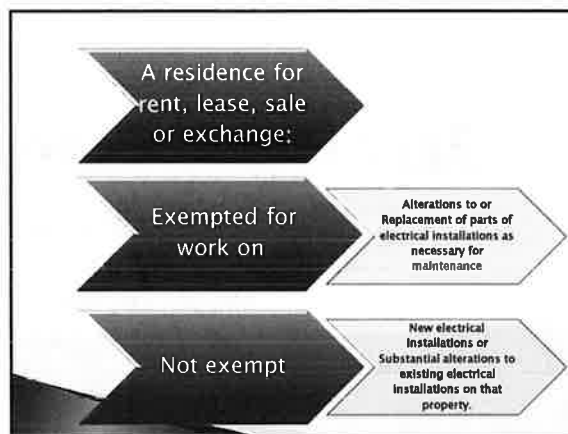 A residence for
rent, lease, sale
or exchange:
Exempted for
work on
Alterations to or
Replacement of parts of
electrical installations as
necessary for
maintenance
Not exempt
New electrical
Installations or
Substantial alterations to
existing electrical
installations on that
property.